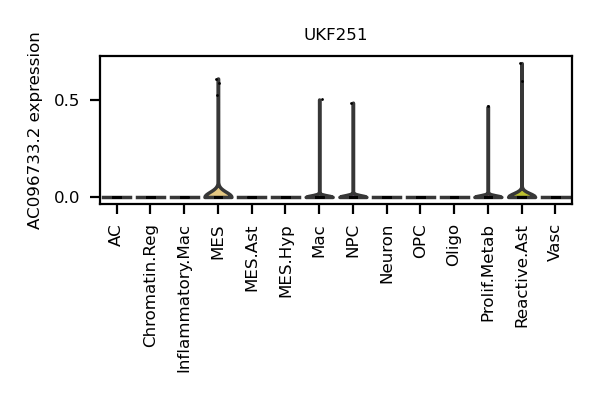 UKF251
AC096733.2 expression
0.5
0.0
AC
Chromatin.Reg
Inflammatory.Mac
MES
MES.Ast
MES.Hyp
Mac
NPC
Neuron
OPC
Oligo
Prolif.Metab
Reactive.Ast
Vasc